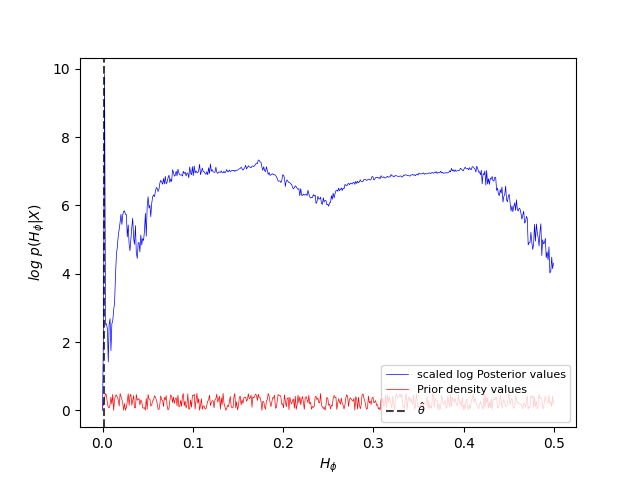 10
8
6
4
2
0
log p(H_ϕ|X)
scaled log Posterior values
Prior density values
θ̂
0.0 0.1 0.2 0.3 0.4 0.5
H_ϕ